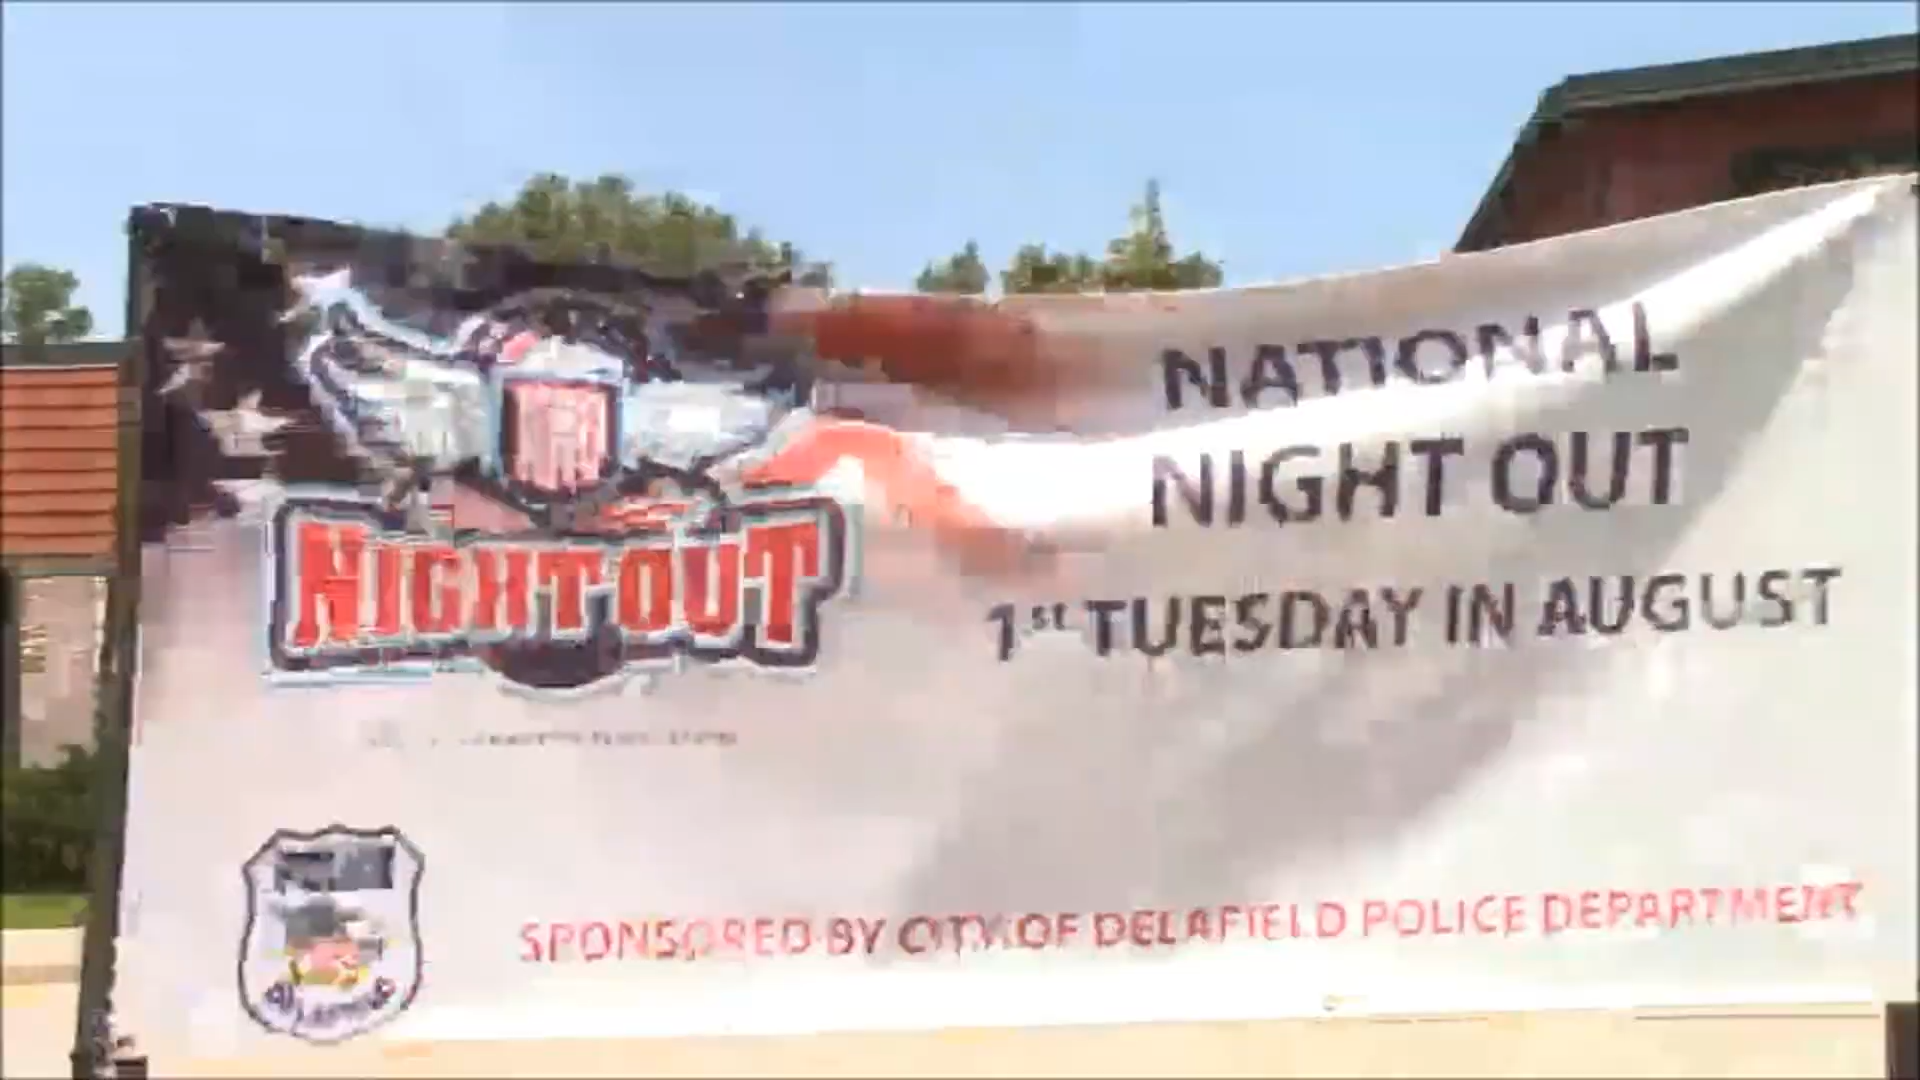 NIGHT OUT
NATIONAL
NIGHT OUT
1st TUESDAY IN AUGUST
SPONSORED BY CITY OF DELAFIELD POLICE DEPARTMENT